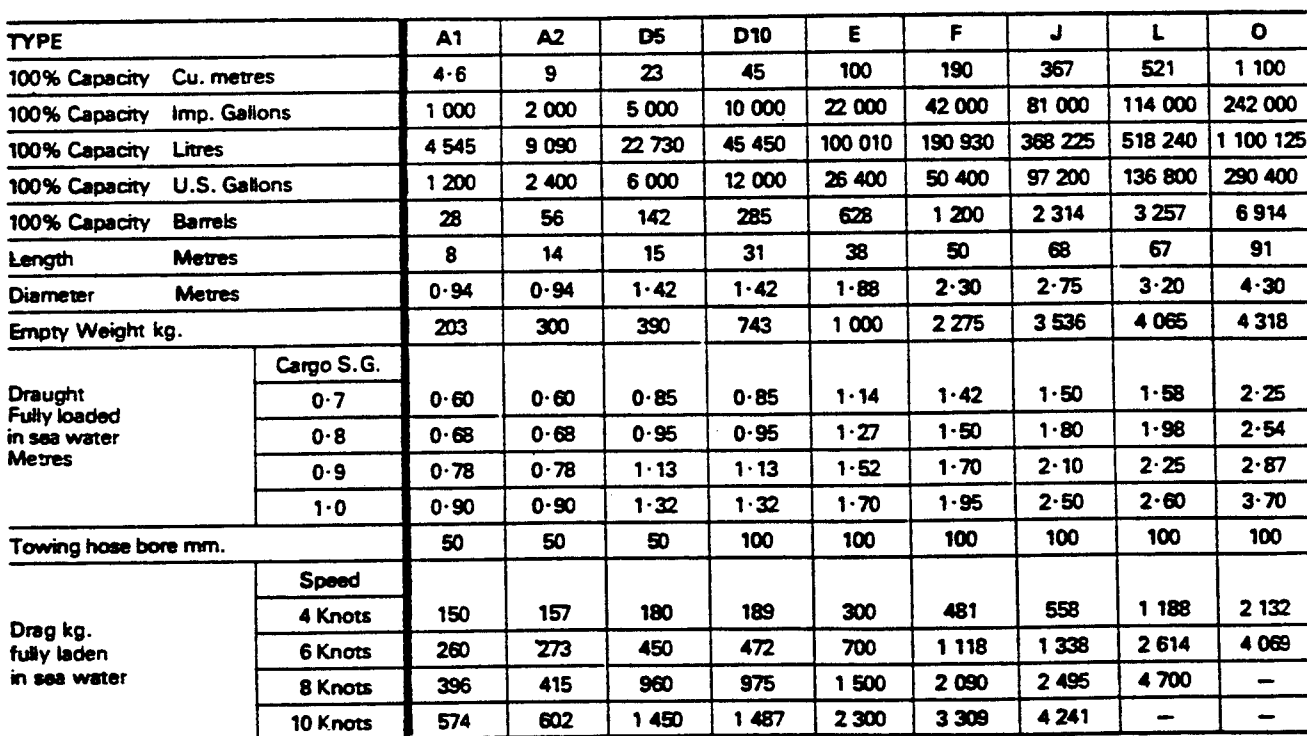 TYPE A1 A2 D5 D10 E F J L O
100% Capacity Cu. metres 4·6 9 23 45 100 190 367 521 1 100
100% Capacity Imp. Gallons 1 000 2 000 5 000 10 000 22 000 42 000 81 000 114 000 242 000
100% Capacity Litres 4 545 9 090 22 730 45 450 100 010 190 930 368 225 518 240 1 100 125
100% Capacity U.S. Gallons 1 200 2 400 6 000 12 000 26 400 50 400 97 200 136 800 290 400
100% Capacity Barrels 28 56 142 285 628 1 200 2 314 3 257 6 914
Length Metres 8 14 15 31 38 50 68 67 91
Diameter Metres 0·94 0·94 1·42 1·42 1·88 2·30 2·75 3·20 4·30
Empty Weight kg. 203 300 390 743 1 000 2 275 3 536 4 065 4 318
Cargo S.G.
Draught 0·7 0·60 0·60 0·85 0·85 1·14 1·42 1·50 1·58 2·25
Fully loaded
in sea water 0·8 0·68 0·68 0·95 0·95 1·27 1·50 1·80 1·98 2·54
Metres 0·9 0·78 0·78 1·13 1·13 1·52 1·70 2·10 2·25 2·87
1·0 0·90 0·90 1·32 1·32 1·70 1·95 2·50 2·60 3·70
Towing hose bore mm. 50 50 50 100 100 100 100 100 100
Speed
4 Knots 150 157 180 189 300 481 558 1 188 2 132
Drag kg.
fully laden 6 Knots 260 273 450 472 700 1 118 1 338 2 614 4 069
in sea water 8 Knots 396 415 960 975 1 500 2 090 2 495 4 700 –
10 Knots 574 602 1 450 1 487 2 300 3 309 4 241 – –